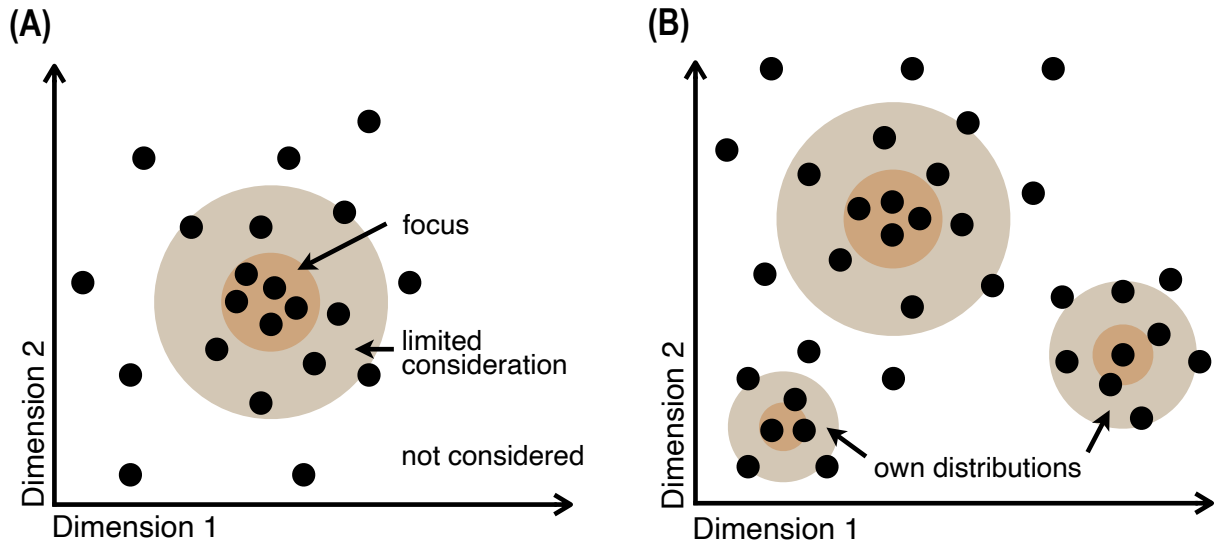 (A)
Dimension 2
focus
limited
consideration
not considered
Dimension 1
(B)
Dimension 2
own distributions
Dimension 1